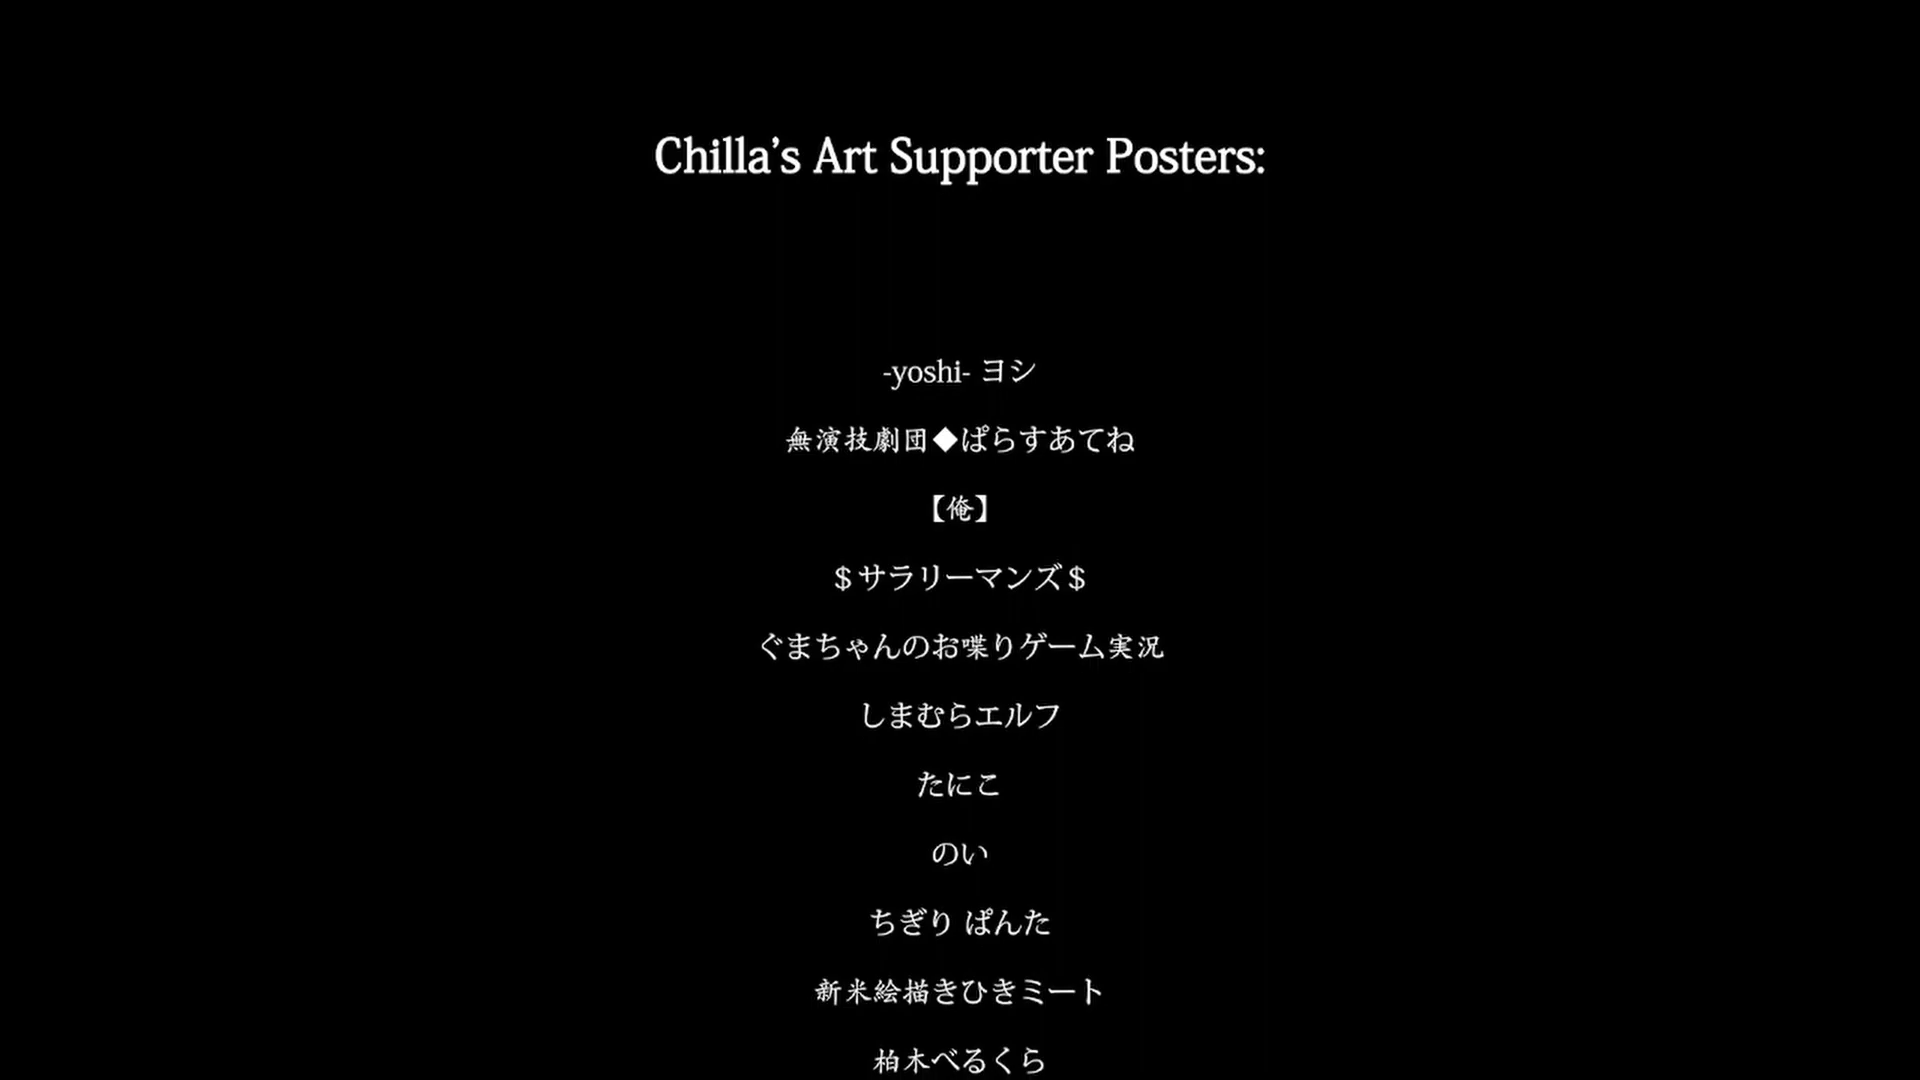 Chilla’s Art Supporter Posters:
-yoshi- ヨシ
無演技劇団◆ぱらすあてね
【俺】
＄サラリーマンズ＄
ぐまちゃんのお喋りゲーム実況
しまむらエルフ
たにこ
のい
ちぎり ぱんた
新米絵描きひきミート
柏木べるくら